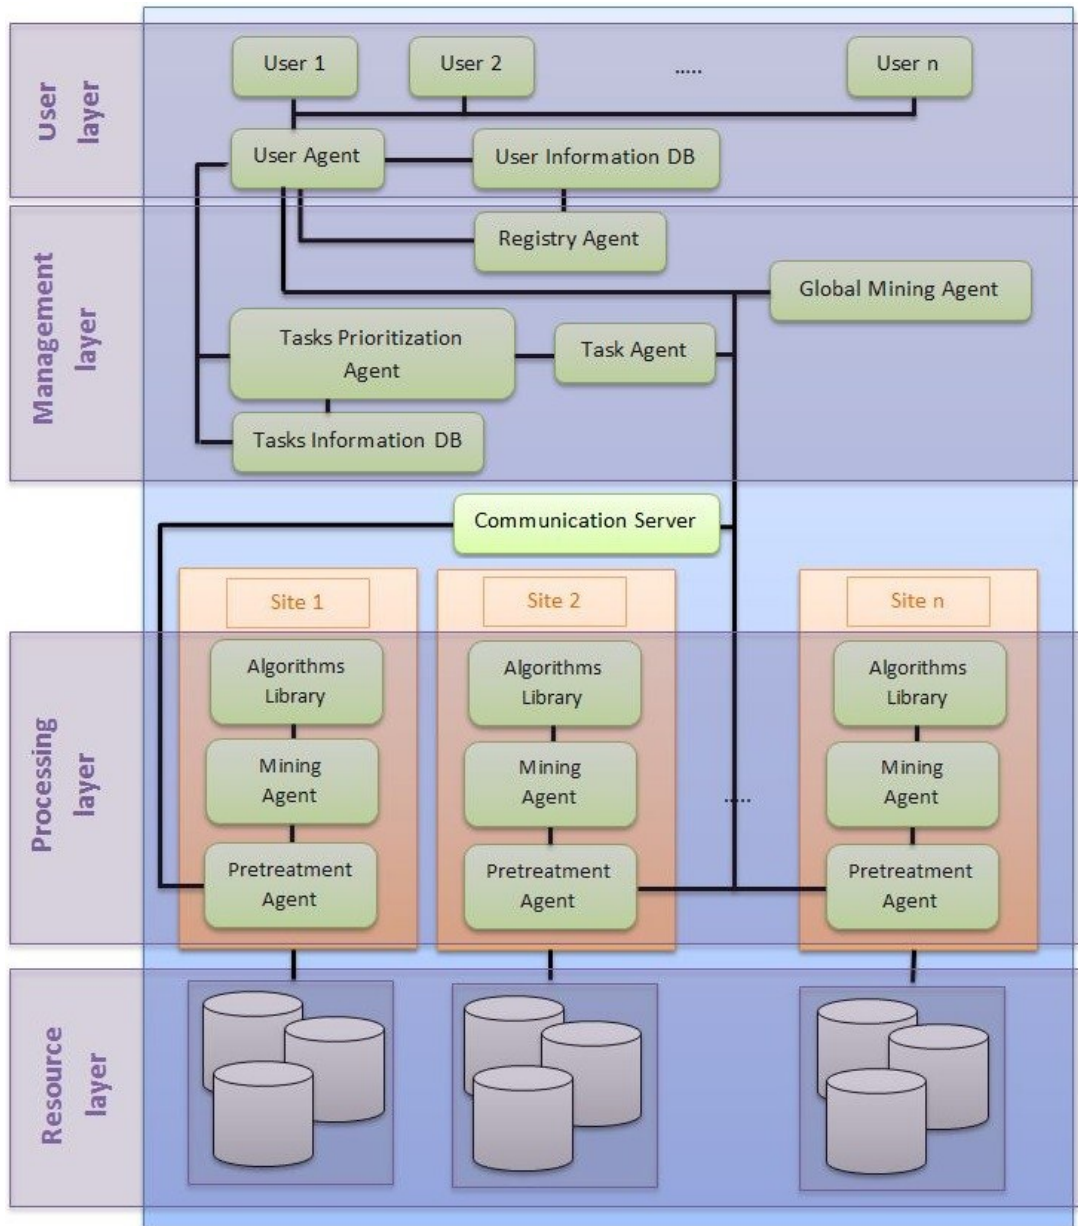 User layer
User 1
User 2
.....
User n
User Agent
User Information DB
Management layer
Registry Agent
Global Mining Agent
Tasks Prioritization
Agent
Task Agent
Tasks Information DB
Communication Server
Site 1
Site 2
Site n
Processing layer
Algorithms
Library
Algorithms
Library
Algorithms
Library
Mining
Agent
Mining
Agent
.....
Mining
Agent
Pretreatment
Agent
Pretreatment
Agent
Pretreatment
Agent
Resource layer